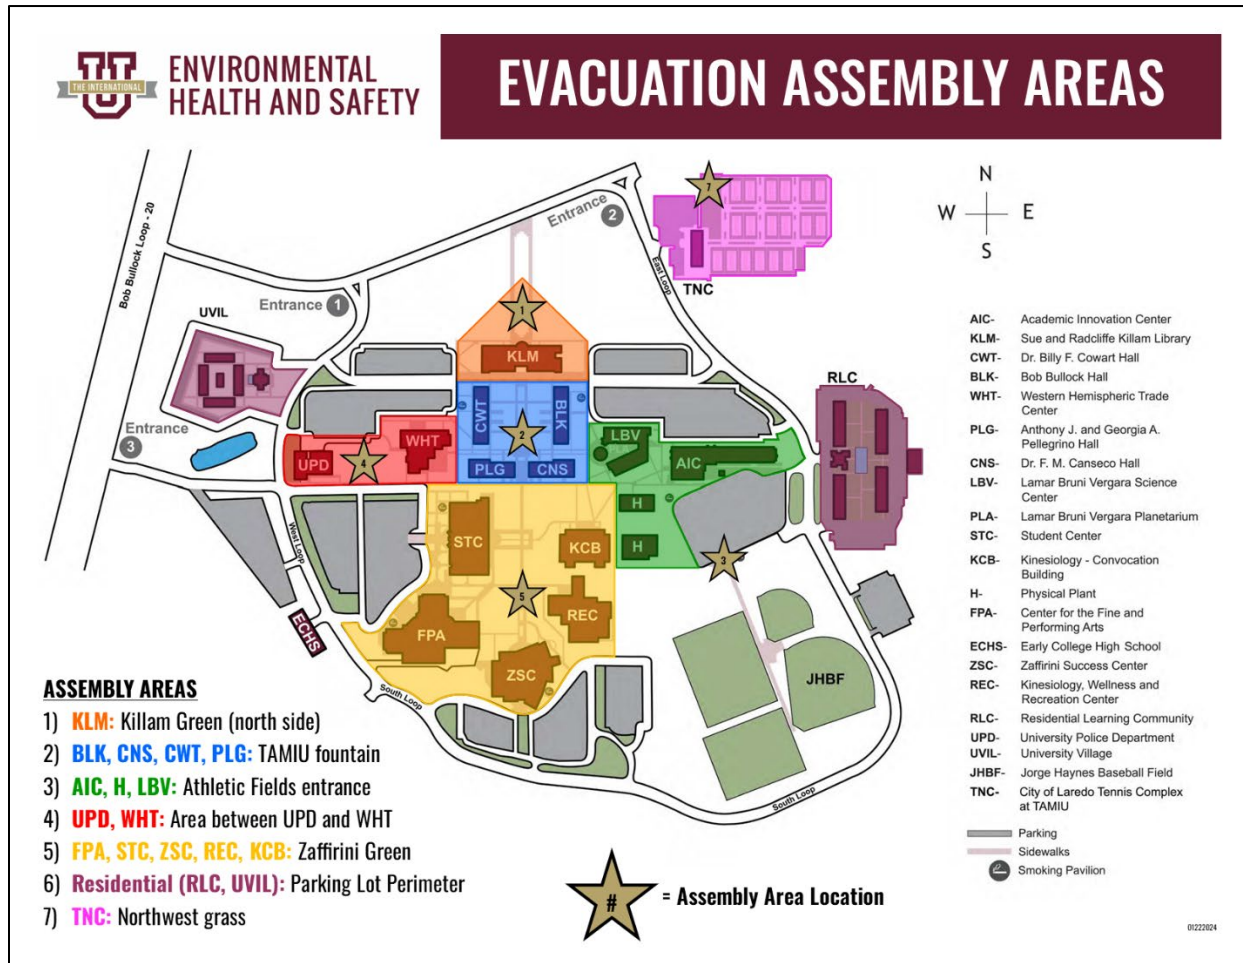 THE INTERNATIONAL
U
ENVIRONMENTAL
HEALTH AND SAFETY
EVACUATION ASSEMBLY AREAS
N
W
E
S
Bob Bullock Loop - 20
Entrance 1
Entrance 2
Entrance 3
East Loop
West Loop
South Loop
South Loop
UVIL
TNC
RLC
KLM
CWT
BLK
PLG
CNS
WHT
UPD
LBV
AIC
H
H
STC
KCB
REC
FPA
ZSC
ECHS
JHBF
1
2
3
4
5
7
ASSEMBLY AREAS
1) KLM: Killam Green (north side)
2) BLK, CNS, CWT, PLG: TAMIU fountain
3) AIC, H, LBV: Athletic Fields entrance
4) UPD, WHT: Area between UPD and WHT
5) FPA, STC, ZSC, REC, KCB: Zaffirini Green
6) Residential (RLC, UVIL): Parking Lot Perimeter
7) TNC: Northwest grass
# = Assembly Area Location
AIC- Academic Innovation Center
KLM- Sue and Radcliffe Killam Library
CWT- Dr. Billy F. Cowart Hall
BLK- Bob Bullock Hall
WHT- Western Hemispheric Trade
Center
PLG- Anthony J. and Georgia A.
Pellegrino Hall
CNS- Dr. F. M. Canseco Hall
LBV- Lamar Bruni Vergara Science
Center
PLA- Lamar Bruni Vergara Planetarium
STC- Student Center
KCB- Kinesiology - Convocation
Building
H- Physical Plant
FPA- Center for the Fine and
Performing Arts
ECHS- Early College High School
ZSC- Zaffirini Success Center
REC- Kinesiology, Wellness and
Recreation Center
RLC- Residential Learning Community
UPD- University Police Department
UVIL- University Village
JHBF- Jorge Haynes Baseball Field
TNC- City of Laredo Tennis Complex
at TAMIU
Parking
Sidewalks
Smoking Pavilion
01222024